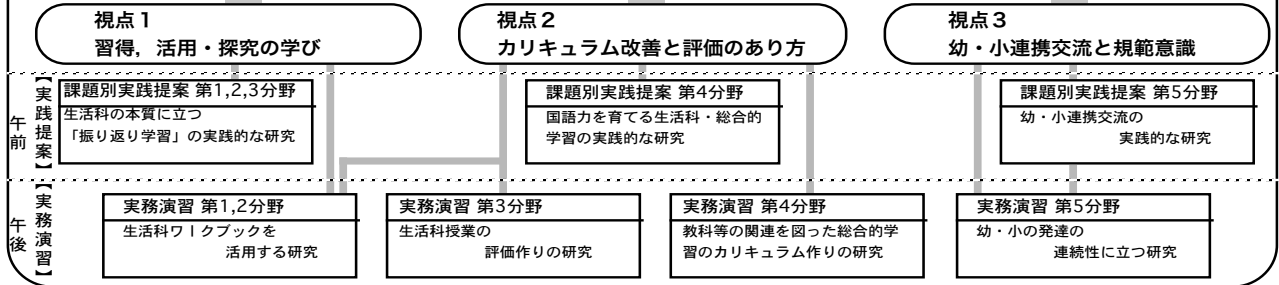 視点1
習得，活用・探究の学び
視点2
カリキュラム改善と評価のあり方
視点3
幼・小連携交流と規範意識
午前
【実践提案】
課題別実践提案 第1,2,3分野
生活科の本質に立つ
「振り返り学習」の実践的な研究
課題別実践提案 第4分野
国語力を育てる生活科・総合的
学習の実践的な研究
課題別実践提案 第5分野
幼・小連携交流の
実践的な研究
午後
【実務演習】
実務演習 第1,2分野
生活科ワークブックを
活用する研究
実務演習 第3分野
生活科授業の
評価作りの研究
実務演習 第4分野
教科等の関連を図った総合的学
習のカリキュラム作りの研究
実務演習 第5分野
幼・小の発達の
連続性に立つ研究